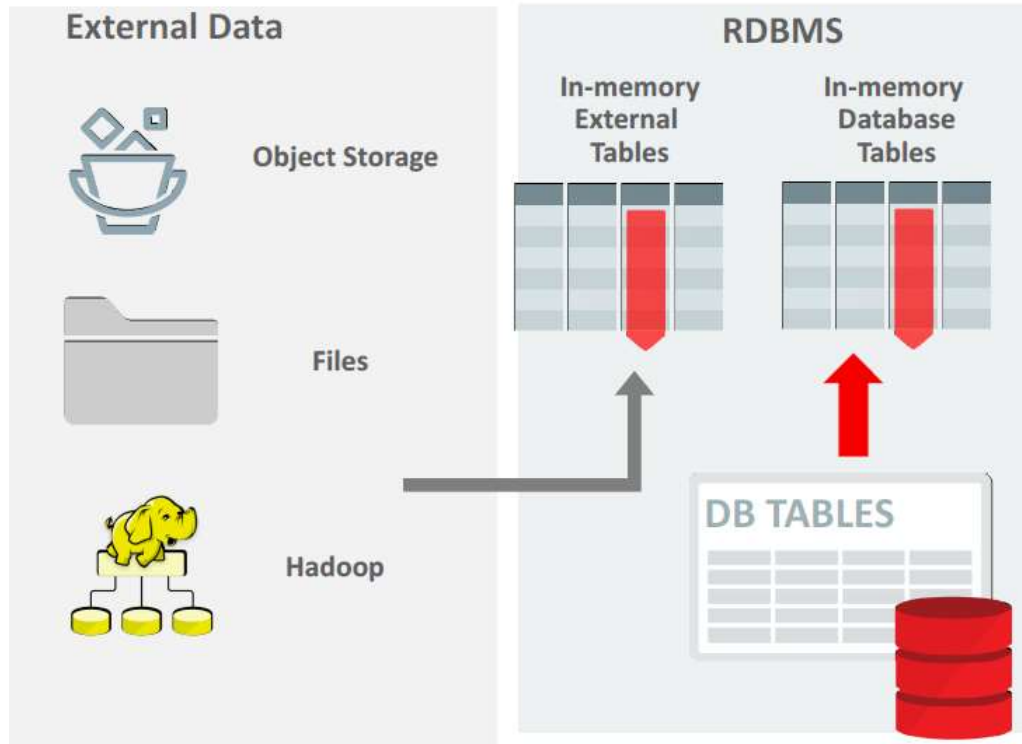 External Data
Object Storage
Files
Hadoop
RDBMS
In-memory
External
Tables
In-memory
Database
Tables
DB TABLES